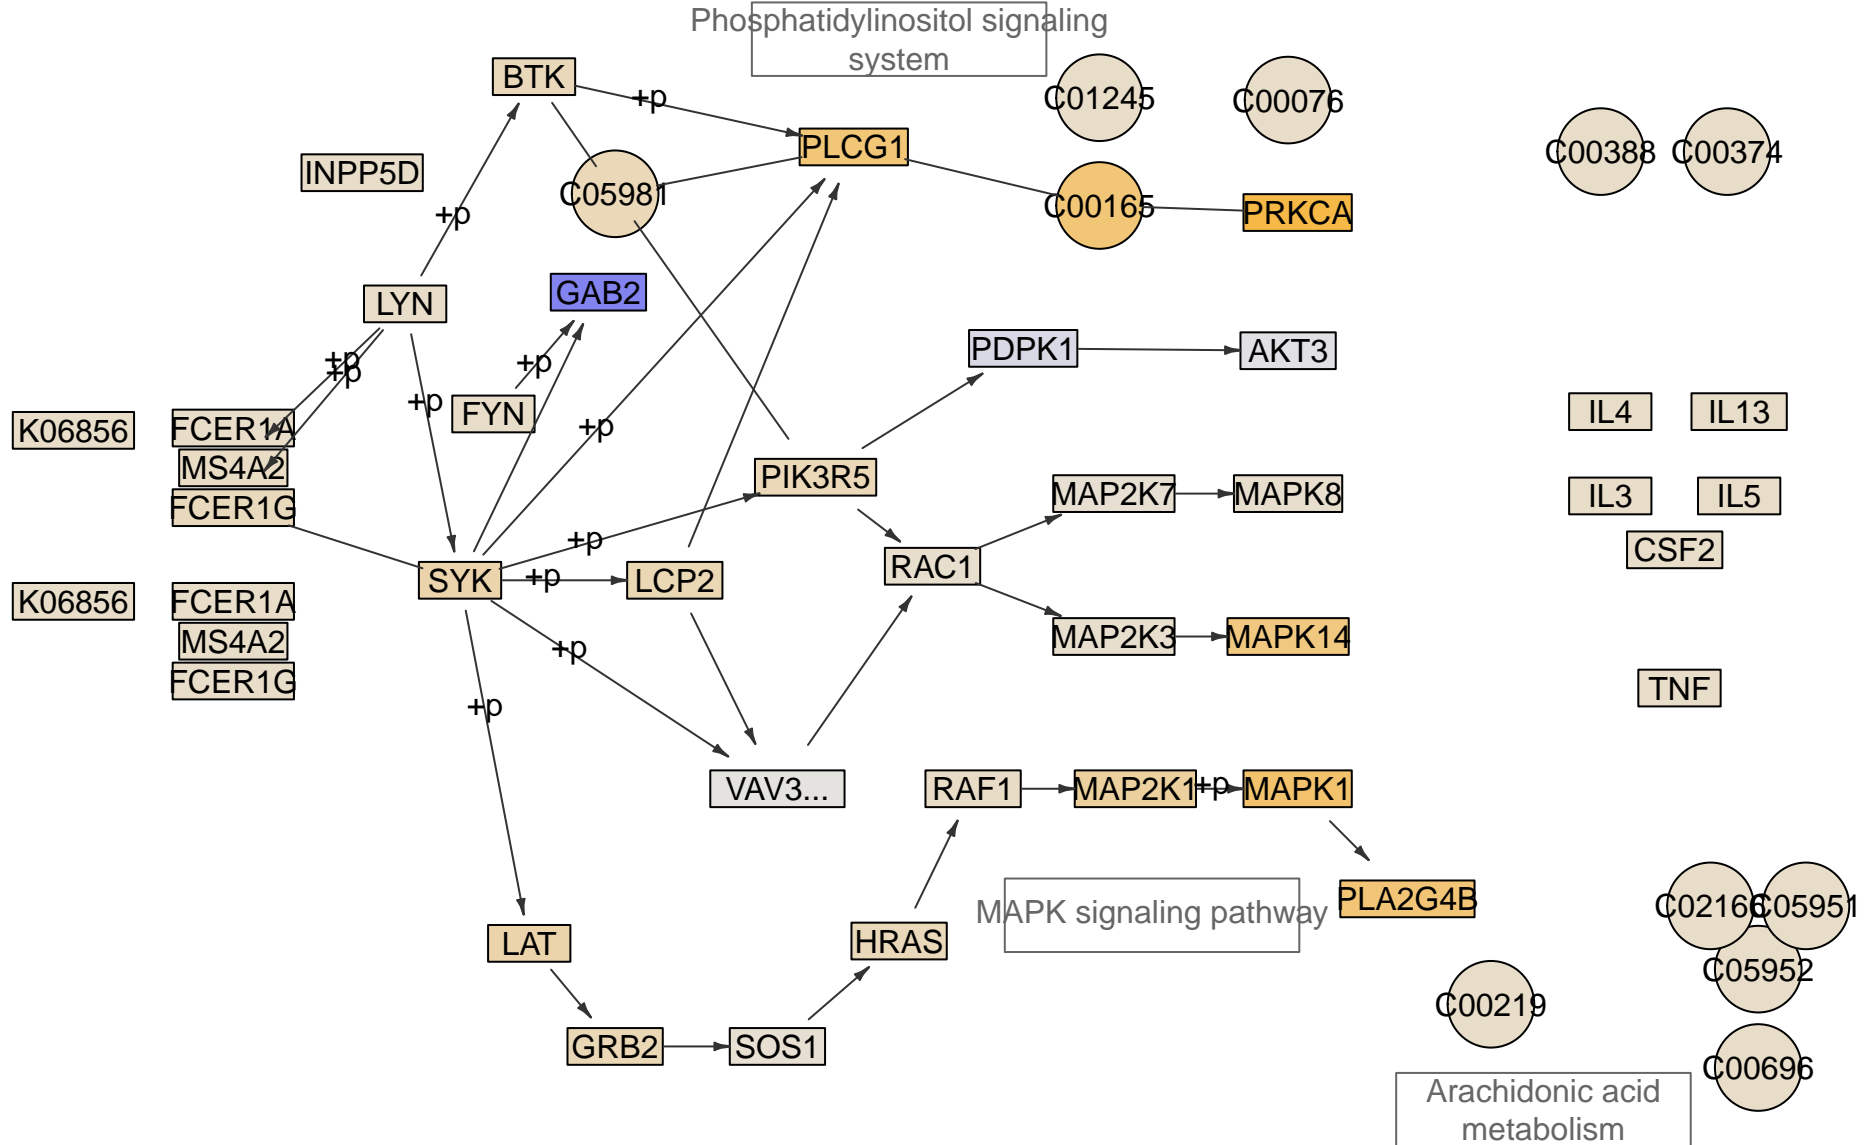 Phosphatidylinositol signaling
system
BTK
+p
C01245
C00076
PLCG1
C00388
C00374
INPP5D
C05981
C00165
PRKCA
+p
LYN
GAB2
PDPK1
AKT3
+p
+p
+p
+p
FYN
K06856
FCER1A
+p
IL4
IL13
MS4A2
PIK3R5
MAP2K7
MAPK8
IL3
IL5
FCER1G
+p
CSF2
SYK
+p
LCP2
RAC1
K06856
FCER1A
MS4A2
+p
MAP2K3
MAPK14
FCER1G
TNF
+p
VAV3...
RAF1
MAP2K1
+p
MAPK1
MAPK signaling pathway
PLA2G4B
C02166
C05951
LAT
HRAS
C05952
C00219
GRB2
SOS1
C00696
Arachidonic acid
metabolism